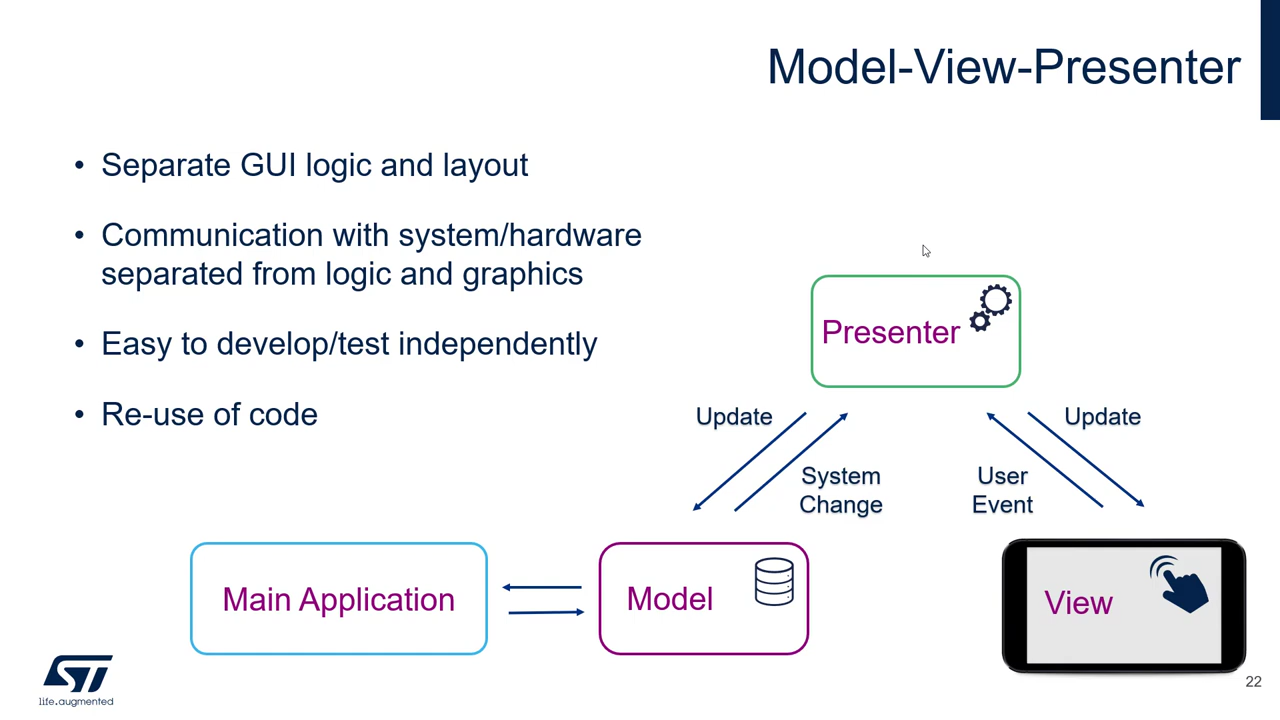 Model-View-Presenter
• Separate GUI logic and layout
• Communication with system/hardware
separated from logic and graphics
• Easy to develop/test independently
• Re-use of code
Presenter
Update
System
Change
User
Event
Update
Main Application
Model
View
ST
life.augmented
22